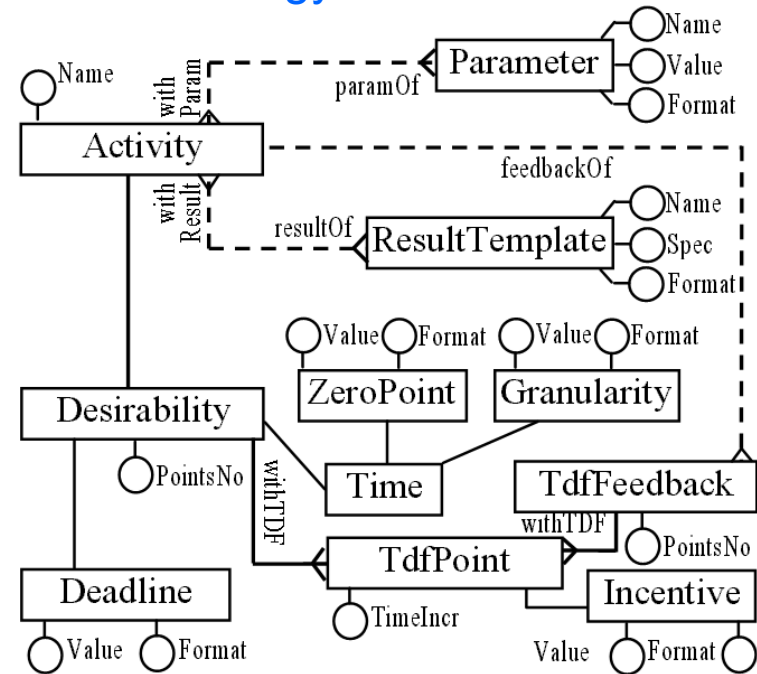 Name
with
Param
paramOf
Parameter
Name
Value
Format
Activity
feedbackOf
with
Result
resultOf
ResultTemplate
Name
Spec
Format
Value
Format
Value
Format
ZeroPoint
Granularity
Desirability
PointsNo
withTDF
Time
TdfFeedback
withTDF
PointsNo
TdfPoint
TimeIncr
Deadline
Value
Format
Incentive
Value
Format